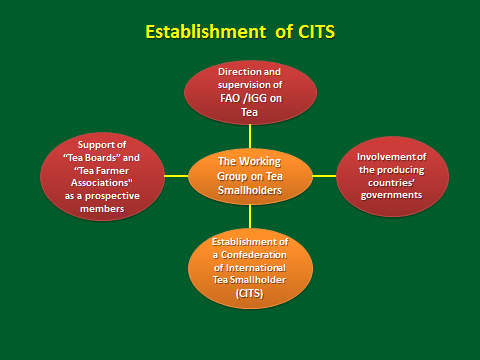 Establishment of CITS
Direction and
supervision of
FAO /IGG on
Tea
Support of
“Tea Boards” and
“Tea Farmer
Associations"
as a prospective
members
The Working
Group on Tea
Smallholders
Involvement of
the producing
countries’
governments
Establishment of
a Confederation
of International
Tea Smallholder
(CITS)